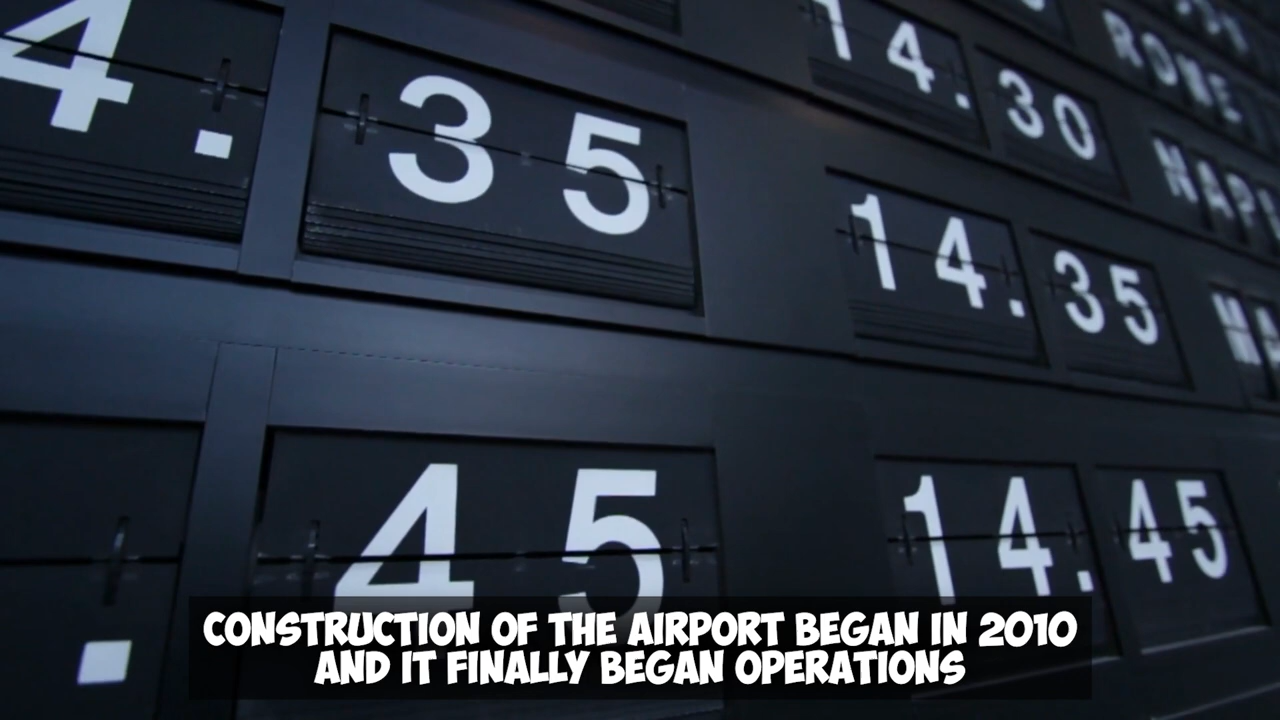 4. 35 14.30 ROME
14.35
45 14.45
CONSTRUCTION OF THE AIRPORT BEGAN IN 2010
AND IT FINALLY BEGAN OPERATIONS